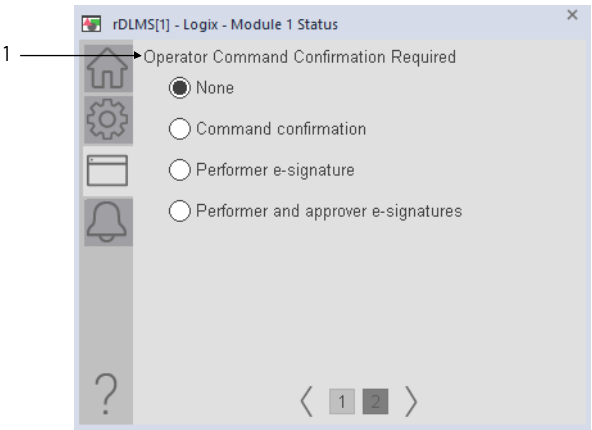 rDLMS[1] - Logix - Module 1 Status
1
Operator Command Confirmation Required
None
Command confirmation
Performer e-signature
Performer and approver e-signatures
?
1 2